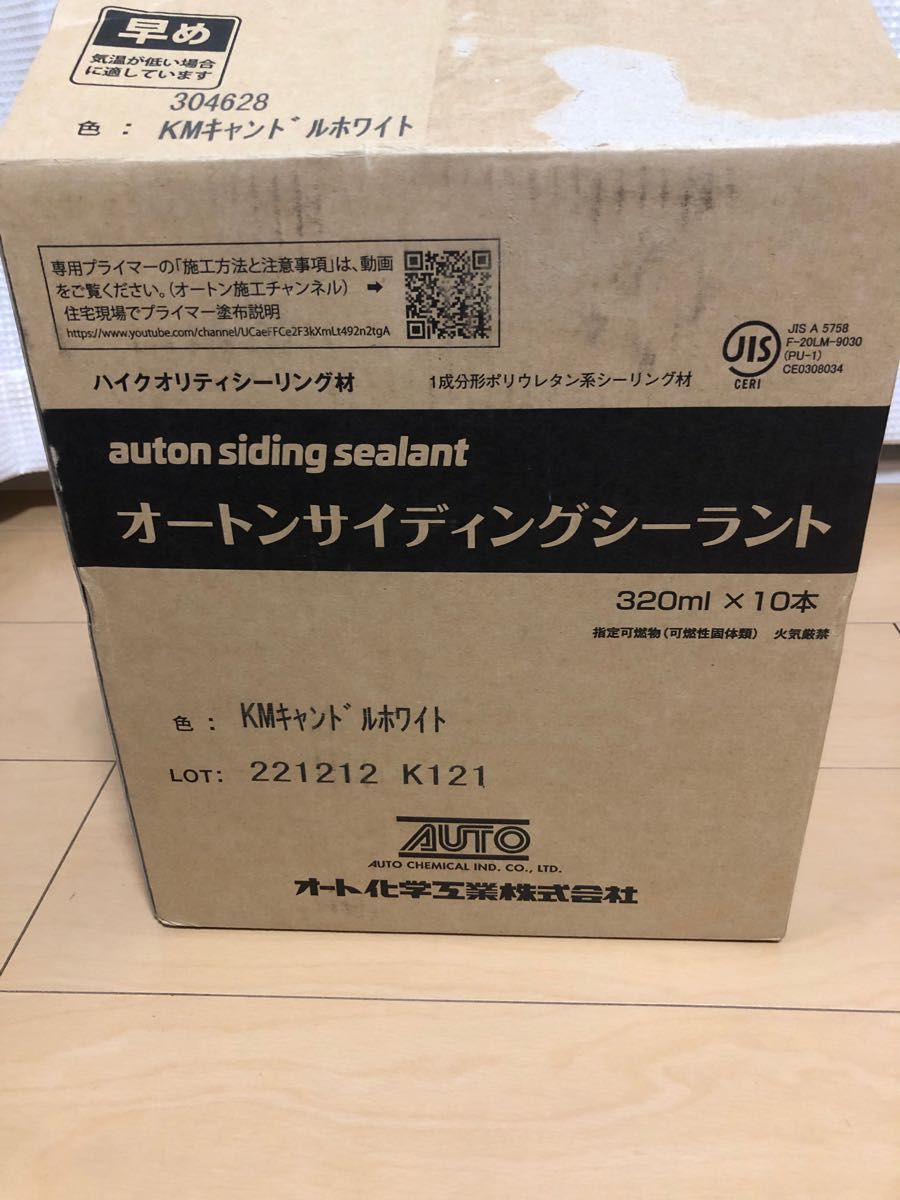 早め
気温が低い場合
に適しています
304628
色： KMキャンドルホワイト
専用プライマーの「施工方法と注意事項」は、動画
をご覧ください。（オートン施工チャンネル） ➡
住宅現場でプライマー塗布説明
https://www.youtube.com/channel/UCaeFFCe2F3kXmLt492n2tgA
JIS
CERI
JIS A 5758
F-20LM-9030
(PU-1)
CE0308034
ハイクオリティシーリング材
1成分形ポリウレタン系シーリング材
auton siding sealant
オートンサイディングシーラント
320ml×10本
指定可燃物（可燃性固体類） 火気厳禁
色： KMキャンドルホワイト
LOT: 221212 K121
AUTO
AUTO CHEMICAL IND. CO., LTD.
オート化学工業株式会社